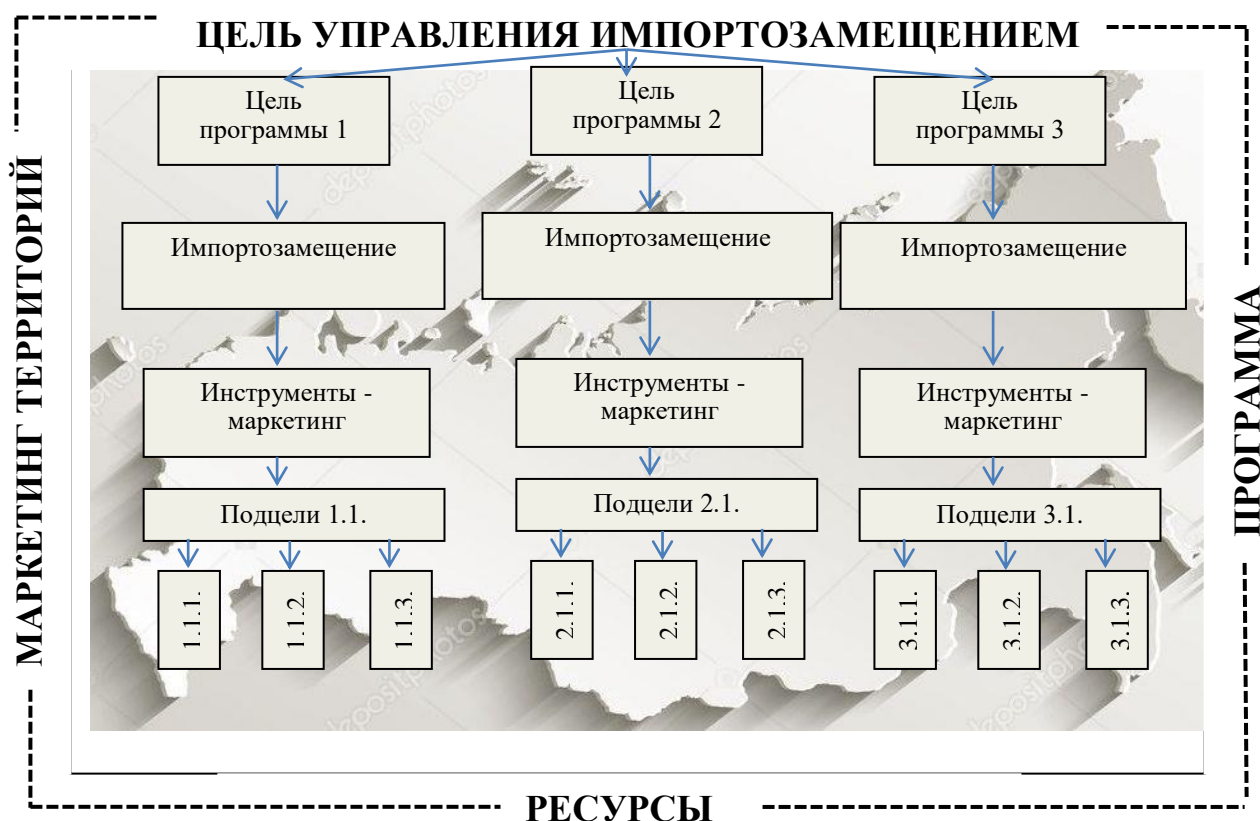 ЦЕЛЬ УПРАВЛЕНИЯ ИМПОРТОЗАМЕЩЕНИЕМ
Цель
программы 1
Цель
программы 2
Цель
программы 3
Импортозамещение
Импортозамещение
Импортозамещение
Инструменты -
маркетинг
Инструменты -
маркетинг
Инструменты -
маркетинг
Подцели 1.1.
Подцели 2.1.
Подцели 3.1.
1.1.1.
1.1.2.
1.1.3.
2.1.1.
2.1.2.
2.1.3.
3.1.1.
3.1.2.
3.1.3.
МАРКЕТИНГ ТЕРРИТОРИЙ
ПРОГРАММА
РЕСУРСЫ
depositphotos
depositphotos
depositphotos